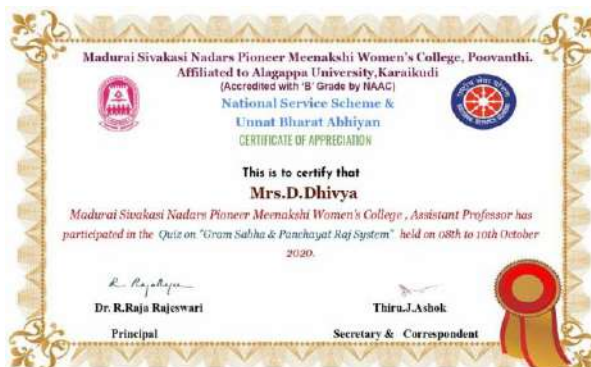 Madurai Sivakasi Nadars Pioneer Meenakshi Women's College, Poovanthi.
Affiliated to Alagappa University,Karaikudi
(Accredited with 'B' Grade by NAAC)
National Service Scheme &
Unnat Bharat Abhiyan
CERTIFICATE OF APPRECIATION
This is to certify that
Mrs.D.Dhivya
Madurai Sivakasi Nadars Pioneer Meenakshi Women's College , Assistant Professor has
participated in the Quiz on "Gram Sabha & Panchayat Raj System" held on 08th to 10th October
2020.
Dr. R.Raja Rajeswari
Thiru.J.Ashok
Principal
Secretary & Correspondent